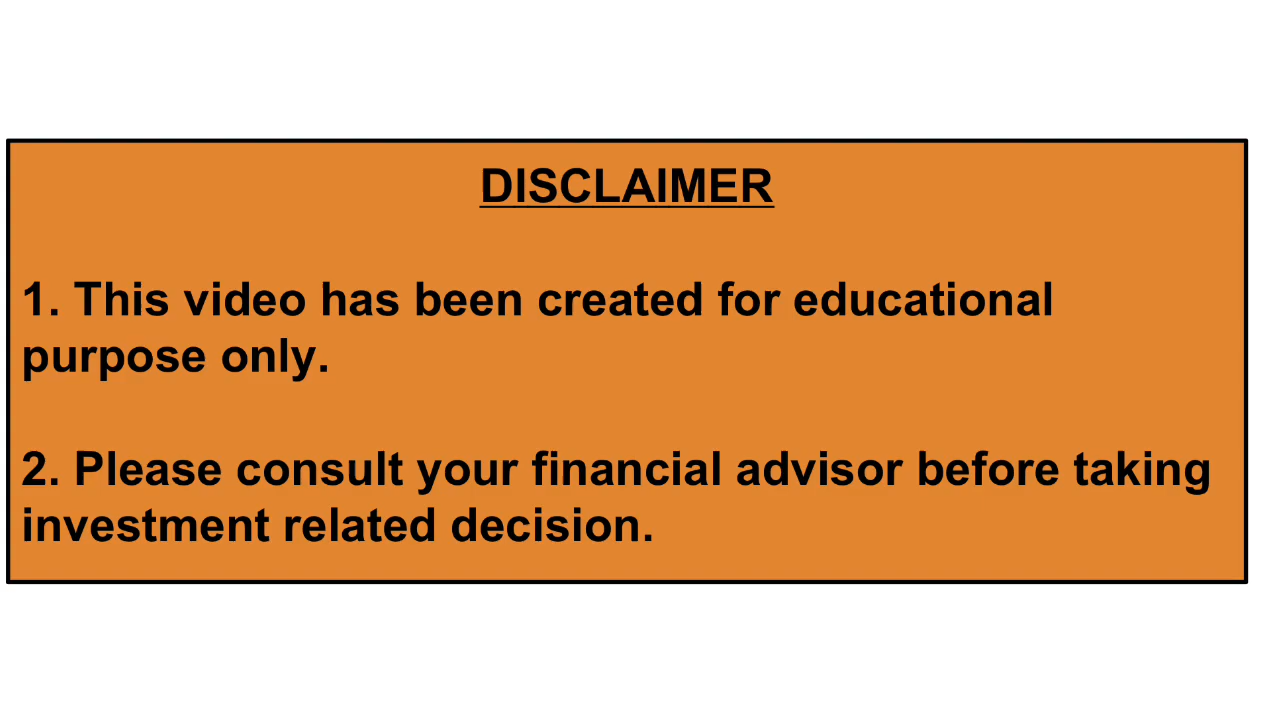 DISCLAIMER
1. This video has been created for educational
purpose only.
2. Please consult your financial advisor before taking
investment related decision.